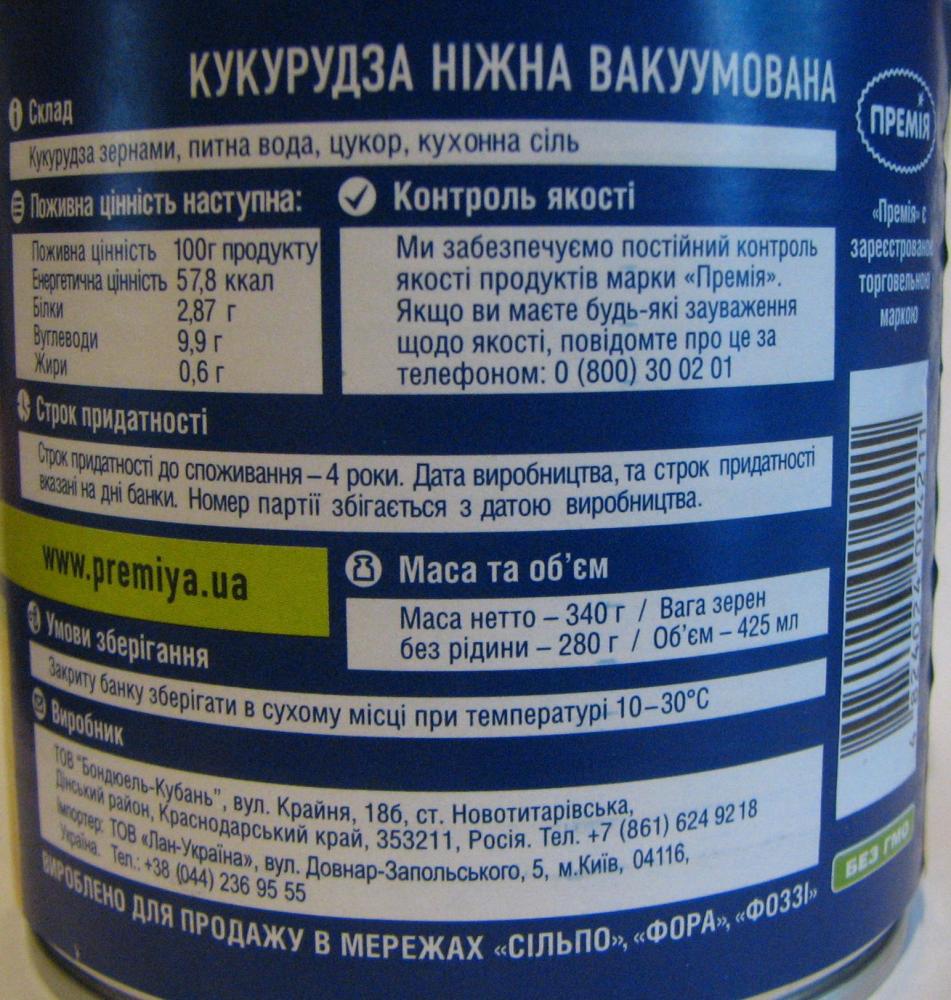 КУКУРУДЗА НІЖНА ВАКУУМОВАНА
ПРЕМІЯ
Склад
Кукурудза зернами, питна вода, цукор, кухонна сіль
«Премія» є
зареєстрованою
торговельною
маркою
Поживна цінність наступна:
Поживна цінність 100г продукту
Енергетична цінність 57,8 ккал
Білки 2,87 г
Вуглеводи 9,9 г
Жири 0,6 г
Контроль якості
Ми забезпечуємо постійний контроль
якості продуктів марки «Премія».
Якщо ви маєте будь-які зауваження
щодо якості, повідомте про це за
телефоном: 0 (800) 30 02 01
Строк придатності
Строк придатності до споживання – 4 роки. Дата виробництва, та строк придатності
вказані на дні банки. Номер партії збігається з датою виробництва.
www.premiya.ua
Маса та об’єм
Маса нетто – 340 г / Вага зерен
без рідини – 280 г / Об’єм – 425 мл
Умови зберігання
Закриту банку зберігати в сухому місці при температурі 10–30°C
Виробник
ТОВ "Бондюель-Кубань", вул. Крайня, 18б, ст. Новотитарівська,
Дінський район, Краснодарський край, 353211, Росія. Тел. +7 (861) 624 92 18
Імпортер: ТОВ «Лан-Україна», вул. Довнар-Запольського, 5, м.Київ, 04116,
Україна. Тел.: +38 (044) 236 95 55
БЕЗ ГМО
ВИРОБЛЕНО ДЛЯ ПРОДАЖУ В МЕРЕЖАХ «СІЛЬПО», «ФОРА», «ФОЗЗІ»